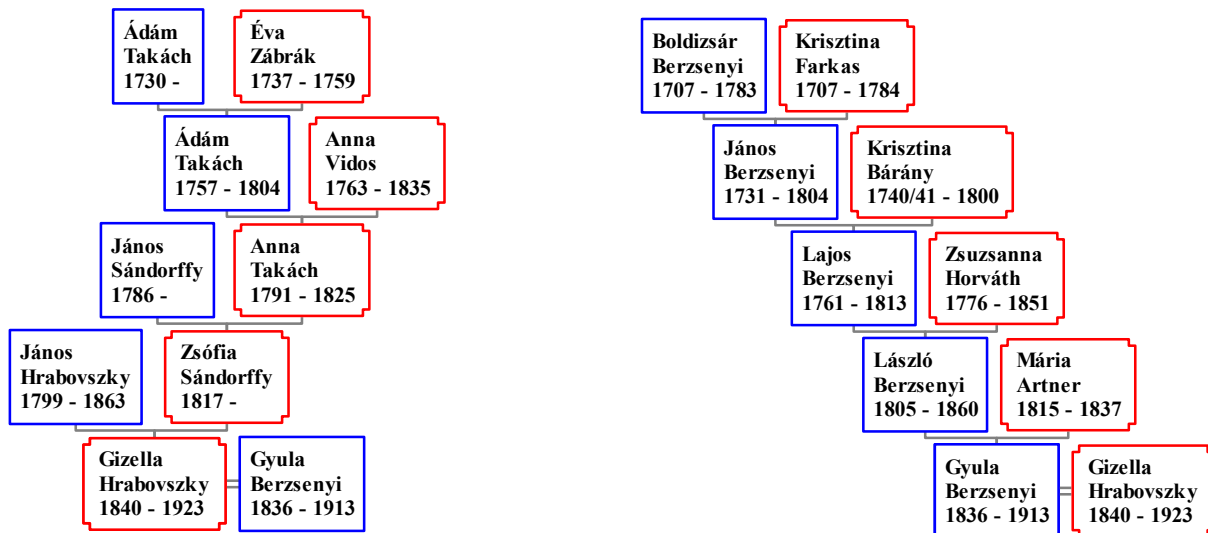 Ádám
Takách
1730 -
Éva
Zábrák
1737 - 1759
Ádám
Takách
1757 - 1804
Anna
Vidos
1763 - 1835
János
Sándorffy
1786 -
Anna
Takách
1791 - 1825
János
Hrabovszky
1799 - 1863
Zsófia
Sándorffy
1817 -
Gizella
Hrabovszky
1840 - 1923
Gyula
Berzsenyi
1836 - 1913
Boldizsár
Berzsenyi
1707 - 1783
Krisztina
Farkas
1707 - 1784
János
Berzsenyi
1731 - 1804
Krisztina
Bárány
1740/41 - 1800
Lajos
Berzsenyi
1761 - 1813
Zsuzsanna
Horváth
1776 - 1851
László
Berzsenyi
1805 - 1860
Mária
Artner
1815 - 1837
Gyula
Berzsenyi
1836 - 1913
Gizella
Hrabovszky
1840 - 1923